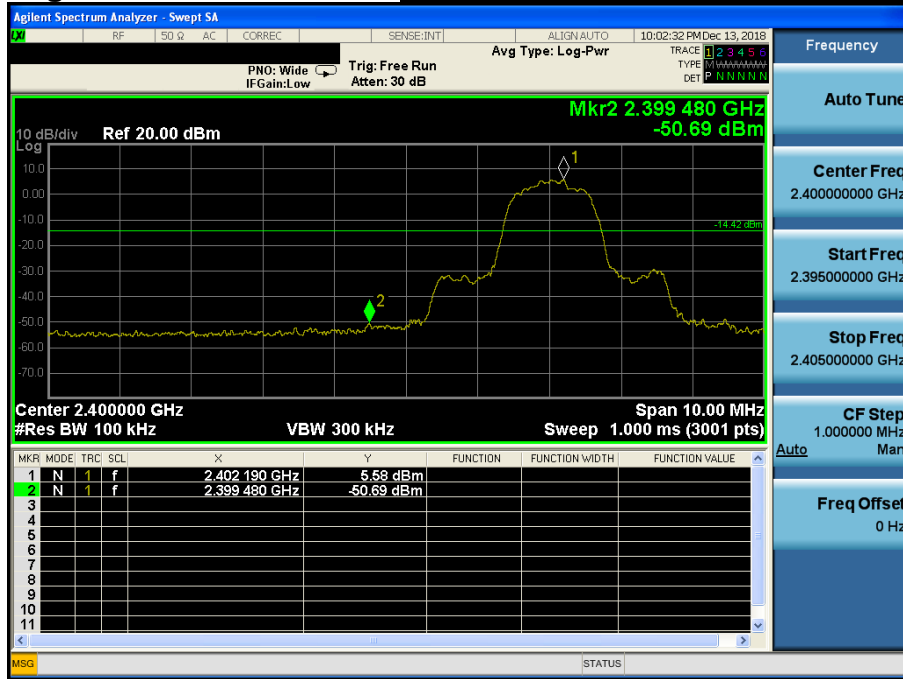 Agilent Spectrum Analyzer - Swept SA
LXI RF 50 Ω AC CORREC SENSE:INT ALIGN AUTO 10:02:32 PM Dec 13, 2018
Frequency
Avg Type: Log-Pwr TRACE 1 2 3 4 5 6
PNO: Wide Trig: Free Run TYPE M WWWWW
IFGain:Low Atten: 30 dB DET P N N N N N
Auto Tune
Mkr2 2.399 480 GHz
10 dB/div Ref 20.00 dBm -50.69 dBm
Log
1
10.0
0.00
-10.0
-14.42 dBm
-20.0
-30.0
-40.0
2
-50.0
-60.0
-70.0
Center Freq
2.400000000 GHz
Start Freq
2.395000000 GHz
Stop Freq
2.405000000 GHz
Center 2.400000 GHz Span 10.00 MHz
#Res BW 100 kHz VBW 300 kHz Sweep 1.000 ms (3001 pts)
CF Step
1.000000 MHz
Auto Man
MKR MODE TRC SCL X Y FUNCTION FUNCTION WIDTH FUNCTION VALUE
1 N 1 f 2.402 190 GHz 5.58 dBm
2 N 1 f 2.399 480 GHz -50.69 dBm
3
4
5
6
7
8
9
10
11
Freq Offset
0 Hz
MSG STATUS